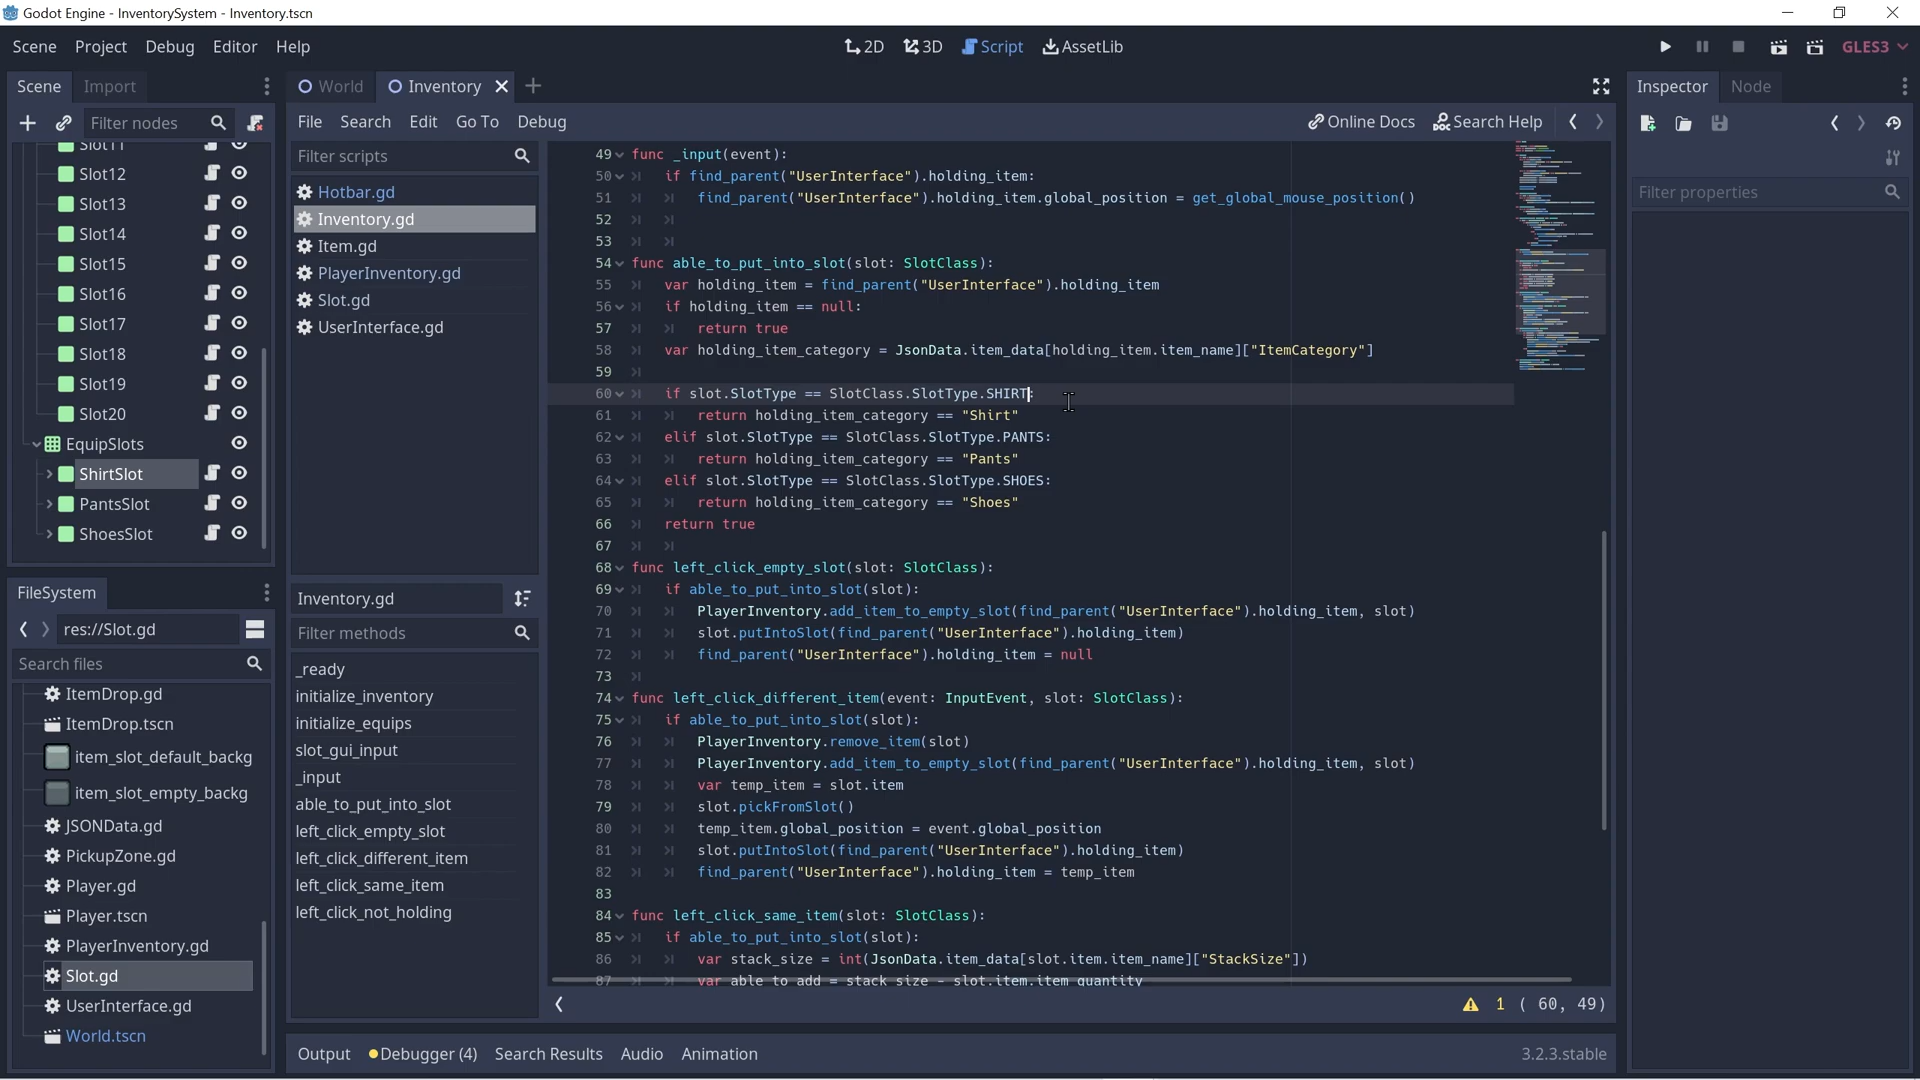 Godot Engine - InventorySystem - Inventory.tscn
Scene Project Debug Editor Help
2D 3D Script AssetLib
GLES3
Scene Import
World Inventory
Inspector Node
Filter nodes
File Search Edit Go To Debug
Online Docs Search Help
Filter scripts
Filter properties
Slot11
Slot12
Slot13
Slot14
Slot15
Slot16
Slot17
Slot18
Slot19
Slot20
EquipSlots
ShirtSlot
PantsSlot
ShoesSlot
Hotbar.gd
Inventory.gd
Item.gd
PlayerInventory.gd
Slot.gd
UserInterface.gd
FileSystem
res://Slot.gd
Search files
ItemDrop.gd
ItemDrop.tscn
item_slot_default_backg
item_slot_empty_backg
JSONData.gd
PickupZone.gd
Player.gd
Player.tscn
PlayerInventory.gd
Slot.gd
UserInterface.gd
World.tscn
Inventory.gd
Filter methods
_ready
initialize_inventory
initialize_equips
slot_gui_input
_input
able_to_put_into_slot
left_click_empty_slot
left_click_different_item
left_click_same_item
left_click_not_holding
49 func _input(event):
50 if find_parent("UserInterface").holding_item:
51 find_parent("UserInterface").holding_item.global_position = get_global_mouse_position()
52
53
54 func able_to_put_into_slot(slot: SlotClass):
55 var holding_item = find_parent("UserInterface").holding_item
56 if holding_item == null:
57 return true
58 var holding_item_category = JsonData.item_data[holding_item.item_name]["ItemCategory"]
59
60 if slot.SlotType == SlotClass.SlotType.SHIRT:
61 return holding_item_category == "Shirt"
62 elif slot.SlotType == SlotClass.SlotType.PANTS:
63 return holding_item_category == "Pants"
64 elif slot.SlotType == SlotClass.SlotType.SHOES:
65 return holding_item_category == "Shoes"
66 return true
67
68 func left_click_empty_slot(slot: SlotClass):
69 if able_to_put_into_slot(slot):
70 PlayerInventory.add_item_to_empty_slot(find_parent("UserInterface").holding_item, slot)
71 slot.putIntoSlot(find_parent("UserInterface").holding_item)
72 find_parent("UserInterface").holding_item = null
73
74 func left_click_different_item(event: InputEvent, slot: SlotClass):
75 if able_to_put_into_slot(slot):
76 PlayerInventory.remove_item(slot)
77 PlayerInventory.add_item_to_empty_slot(find_parent("UserInterface").holding_item, slot)
78 var temp_item = slot.item
79 slot.pickFromSlot()
80 temp_item.global_position = event.global_position
81 slot.putIntoSlot(find_parent("UserInterface").holding_item)
82 find_parent("UserInterface").holding_item = temp_item
83
84 func left_click_same_item(slot: SlotClass):
85 if able_to_put_into_slot(slot):
86 var stack_size = int(JsonData.item_data[slot.item.item_name]["StackSize"])
87 var able_to_add = stack_size - slot.item.item_quantity
1 ( 60, 49)
Output Debugger (4) Search Results Audio Animation
3.2.3.stable